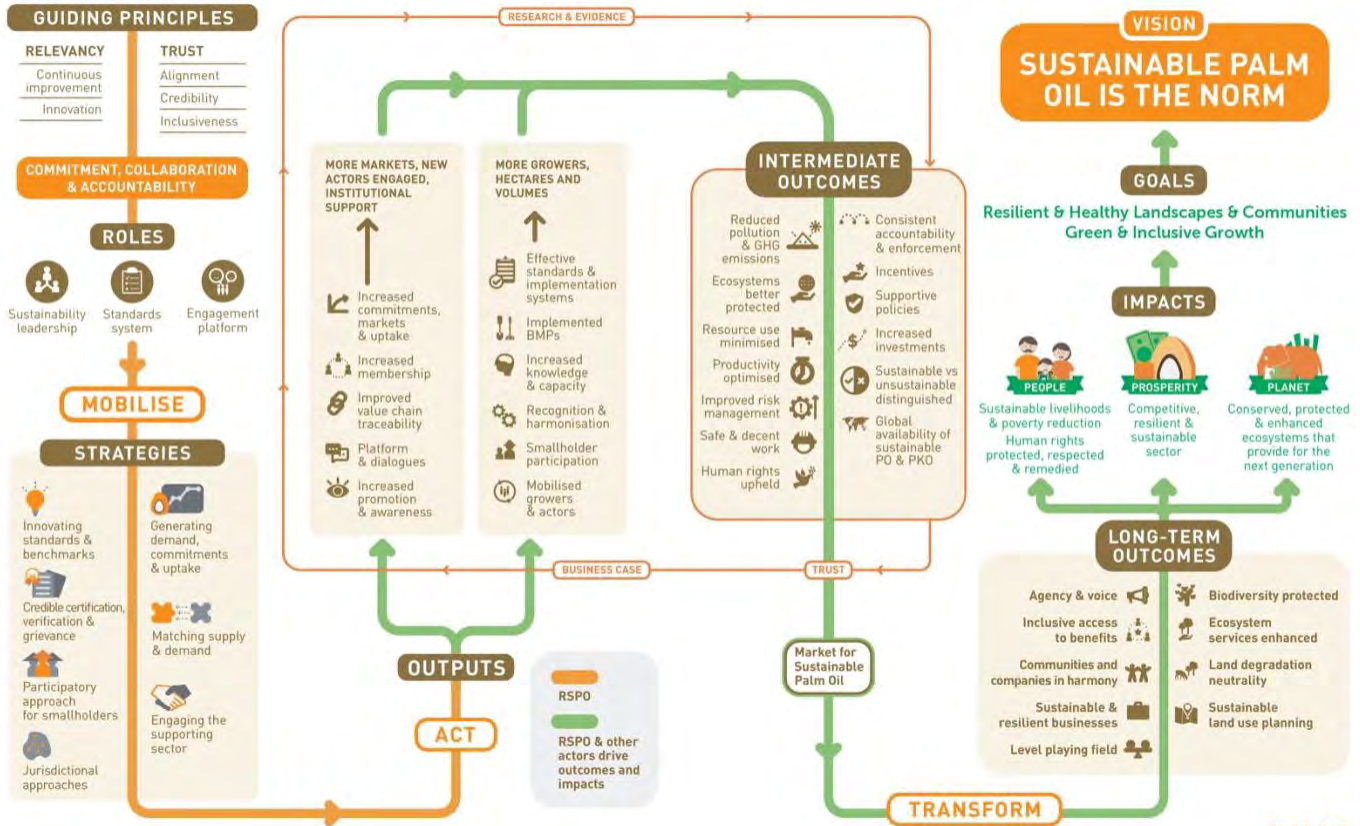 GUIDING PRINCIPLES
RELEVANCY
Continuous
improvement
Innovation
TRUST
Alignment
Credibility
Inclusiveness
COMMITMENT, COLLABORATION
& ACCOUNTABILITY
ROLES
Sustainability
leadership
Standards
system
Engagement
platform
MOBILISE
STRATEGIES
Innovating
standards &
benchmarks
Credible certification,
verification &
grievance
Participatory
approach
for smallholders
Jurisdictional
approaches
Generating
demand,
commitments
& uptake
Matching supply
& demand
Engaging the
supporting
sector
RESEARCH & EVIDENCE
MORE MARKETS, NEW
ACTORS ENGAGED,
INSTITUTIONAL
SUPPORT
Increased
commitments,
markets
& uptake
Increased
membership
Improved
value chain
traceability
Platform
& dialogues
Increased
promotion
& awareness
MORE GROWERS,
HECTARES AND
VOLUMES
Effective
standards &
implementation
systems
Implemented
BMPs
Increased
knowledge
& capacity
Recognition &
harmonisation
Smallholder
participation
Mobilised
growers
& actors
BUSINESS CASE
TRUST
OUTPUTS
ACT
RSPO
RSPO & other
actors drive
outcomes and
impacts
INTERMEDIATE
OUTCOMES
Reduced
pollution
& GHG
emissions
Ecosystems
better
protected
Resource use
minimised
Productivity
optimised
Improved risk
management
Safe & decent
work
Human rights
upheld
Consistent
accountability
& enforcement
Incentives
Supportive
policies
Increased
investments
Sustainable vs
unsustainable
distinguished
Global
availability of
sustainable
PO & PKO
Market for
Sustainable
Palm Oil
TRANSFORM
VISION
SUSTAINABLE PALM
OIL IS THE NORM
GOALS
Resilient & Healthy Landscapes & Communities
Green & Inclusive Growth
IMPACTS
PEOPLE
Sustainable livelihoods
& poverty reduction
Human rights
protected, respected
& remedied
PROSPERITY
Competitive,
resilient &
sustainable
sector
PLANET
Conserved, protected
& enhanced
ecosystems that
provide for the
next generation
LONG-TERM
OUTCOMES
Agency & voice
Inclusive access
to benefits
Communities and
companies in harmony
Sustainable &
resilient businesses
Level playing field
Biodiversity protected
Ecosystem
services enhanced
Land degradation
neutrality
Sustainable
land use planning